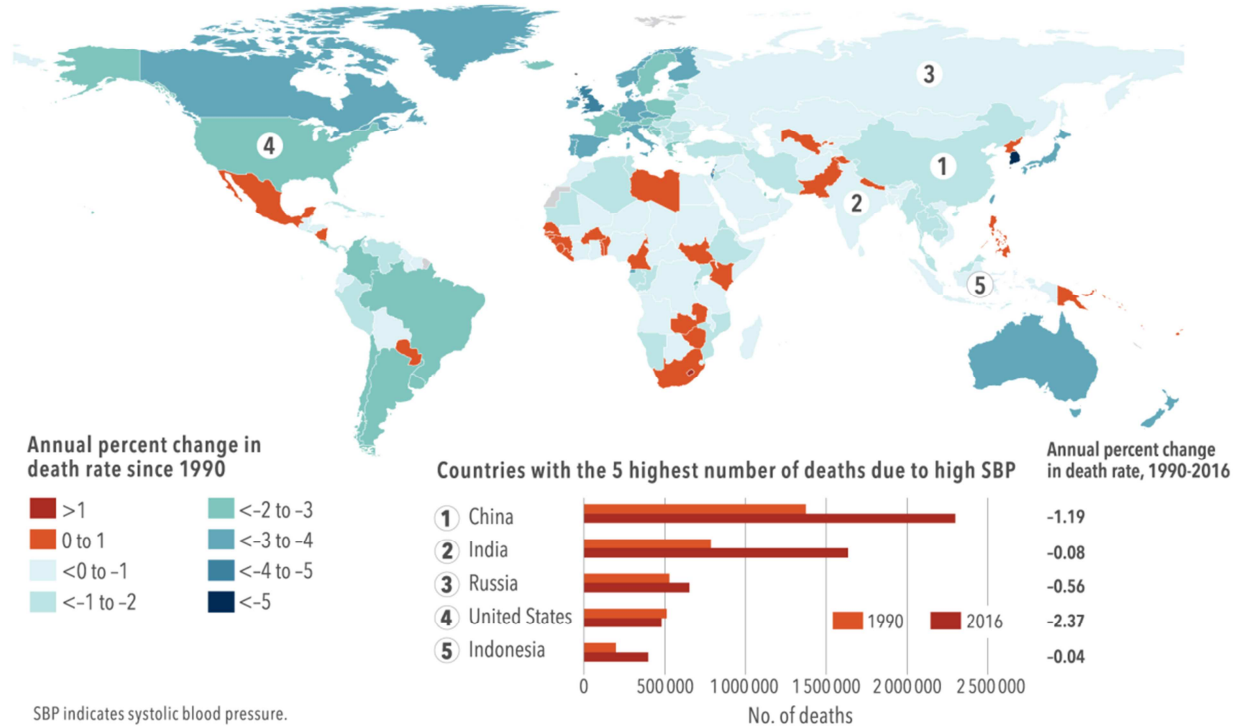 3
4
1
2
5
Annual percent change in
death rate since 1990
>1
0 to 1
<0 to –1
<–1 to –2
<–2 to –3
<–3 to –4
<–4 to –5
<–5
SBP indicates systolic blood pressure.
Countries with the 5 highest number of deaths due to high SBP
Annual percent change
in death rate, 1990-2016
1 China –1.19
2 India –0.08
3 Russia –0.56
4 United States –2.37
5 Indonesia –0.04
1990 2016
0 500 000 1 000 000 1 500 000 2 000 000 2 500 000
No. of deaths